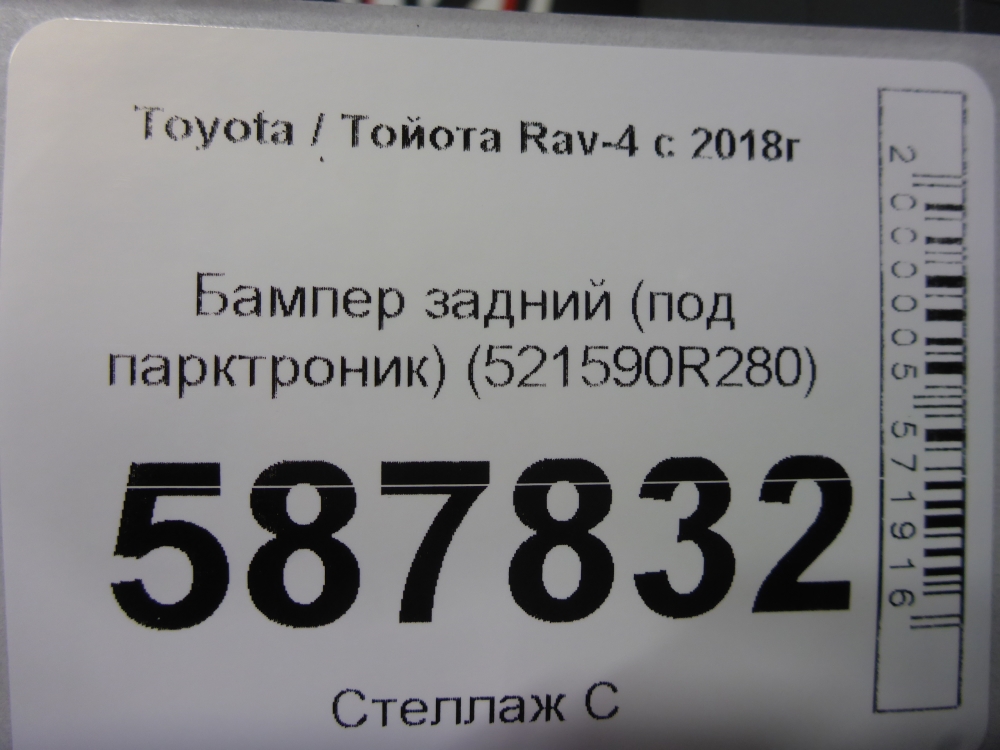 Toyota / Тойота Rav-4 с 2018г
Бампер задний (под
парктроник) (521590R280)
587832
Стеллаж С
2000005571916